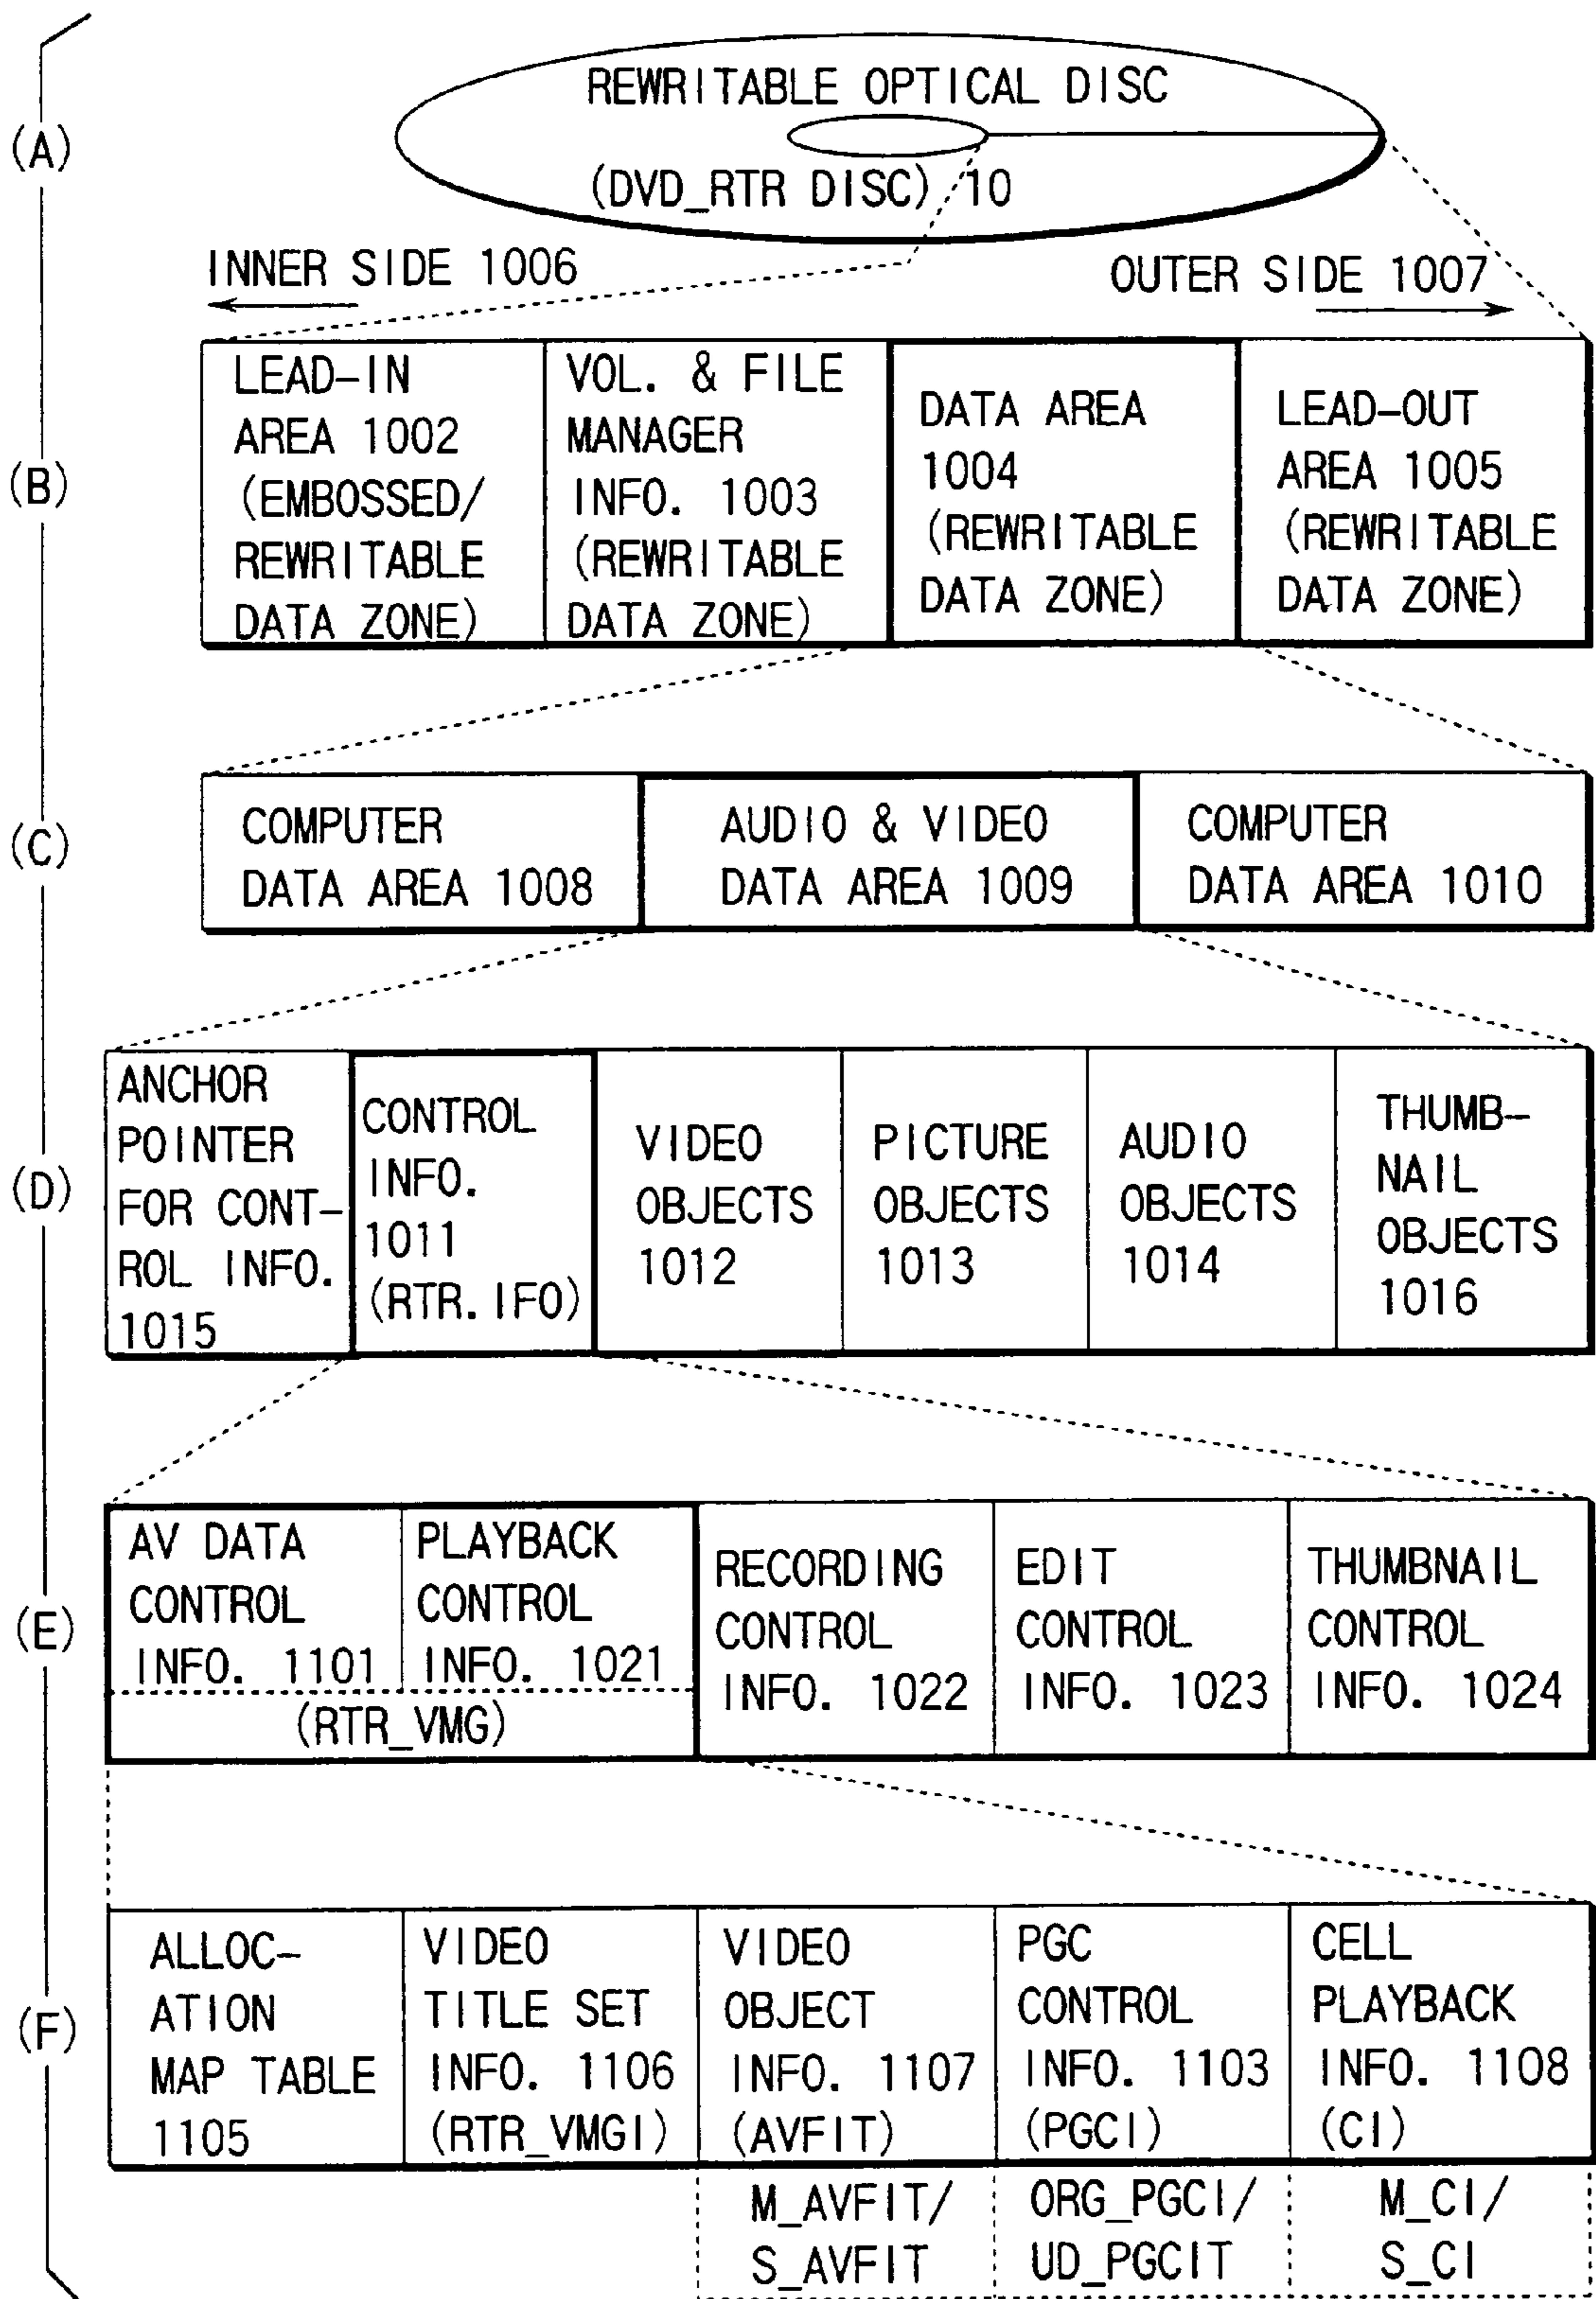 (A)
REWRITABLE OPTICAL DISC
(DVD_RTR DISC) 10
INNER SIDE 1006
OUTER SIDE 1007
(B)
LEAD-IN
AREA 1002
(EMBOSSED/
REWRITABLE
DATA ZONE)
VOL. & FILE
MANAGER
INFO. 1003
(REWRITABLE
DATA ZONE)
DATA AREA
1004
(REWRITABLE
DATA ZONE)
LEAD-OUT
AREA 1005
(REWRITABLE
DATA ZONE)
(C)
COMPUTER
DATA AREA 1008
AUDIO & VIDEO
DATA AREA 1009
COMPUTER
DATA AREA 1010
(D)
ANCHOR
POINTER
FOR CONT-
ROL INFO.
1015
CONTROL
INFO.
1011
(RTR.IFO)
VIDEO
OBJECTS
1012
PICTURE
OBJECTS
1013
AUDIO
OBJECTS
1014
THUMB-
NAIL
OBJECTS
1016
(E)
AV DATA
CONTROL
INFO. 1101
PLAYBACK
CONTROL
INFO. 1021
(RTR_VMG)
RECORDING
CONTROL
INFO. 1022
EDIT
CONTROL
INFO. 1023
THUMBNAIL
CONTROL
INFO. 1024
(F)
ALLOC-
ATION
MAP TABLE
1105
VIDEO
TITLE SET
INFO. 1106
(RTR_VMGI)
VIDEO
OBJECT
INFO. 1107
(AVFIT)
PGC
CONTROL
INFO. 1103
(PGCI)
CELL
PLAYBACK
INFO. 1108
(CI)
M_AVFIT/
S_AVFIT
ORG_PGCI/
UD_PGCIT
M_CI/
S_CI